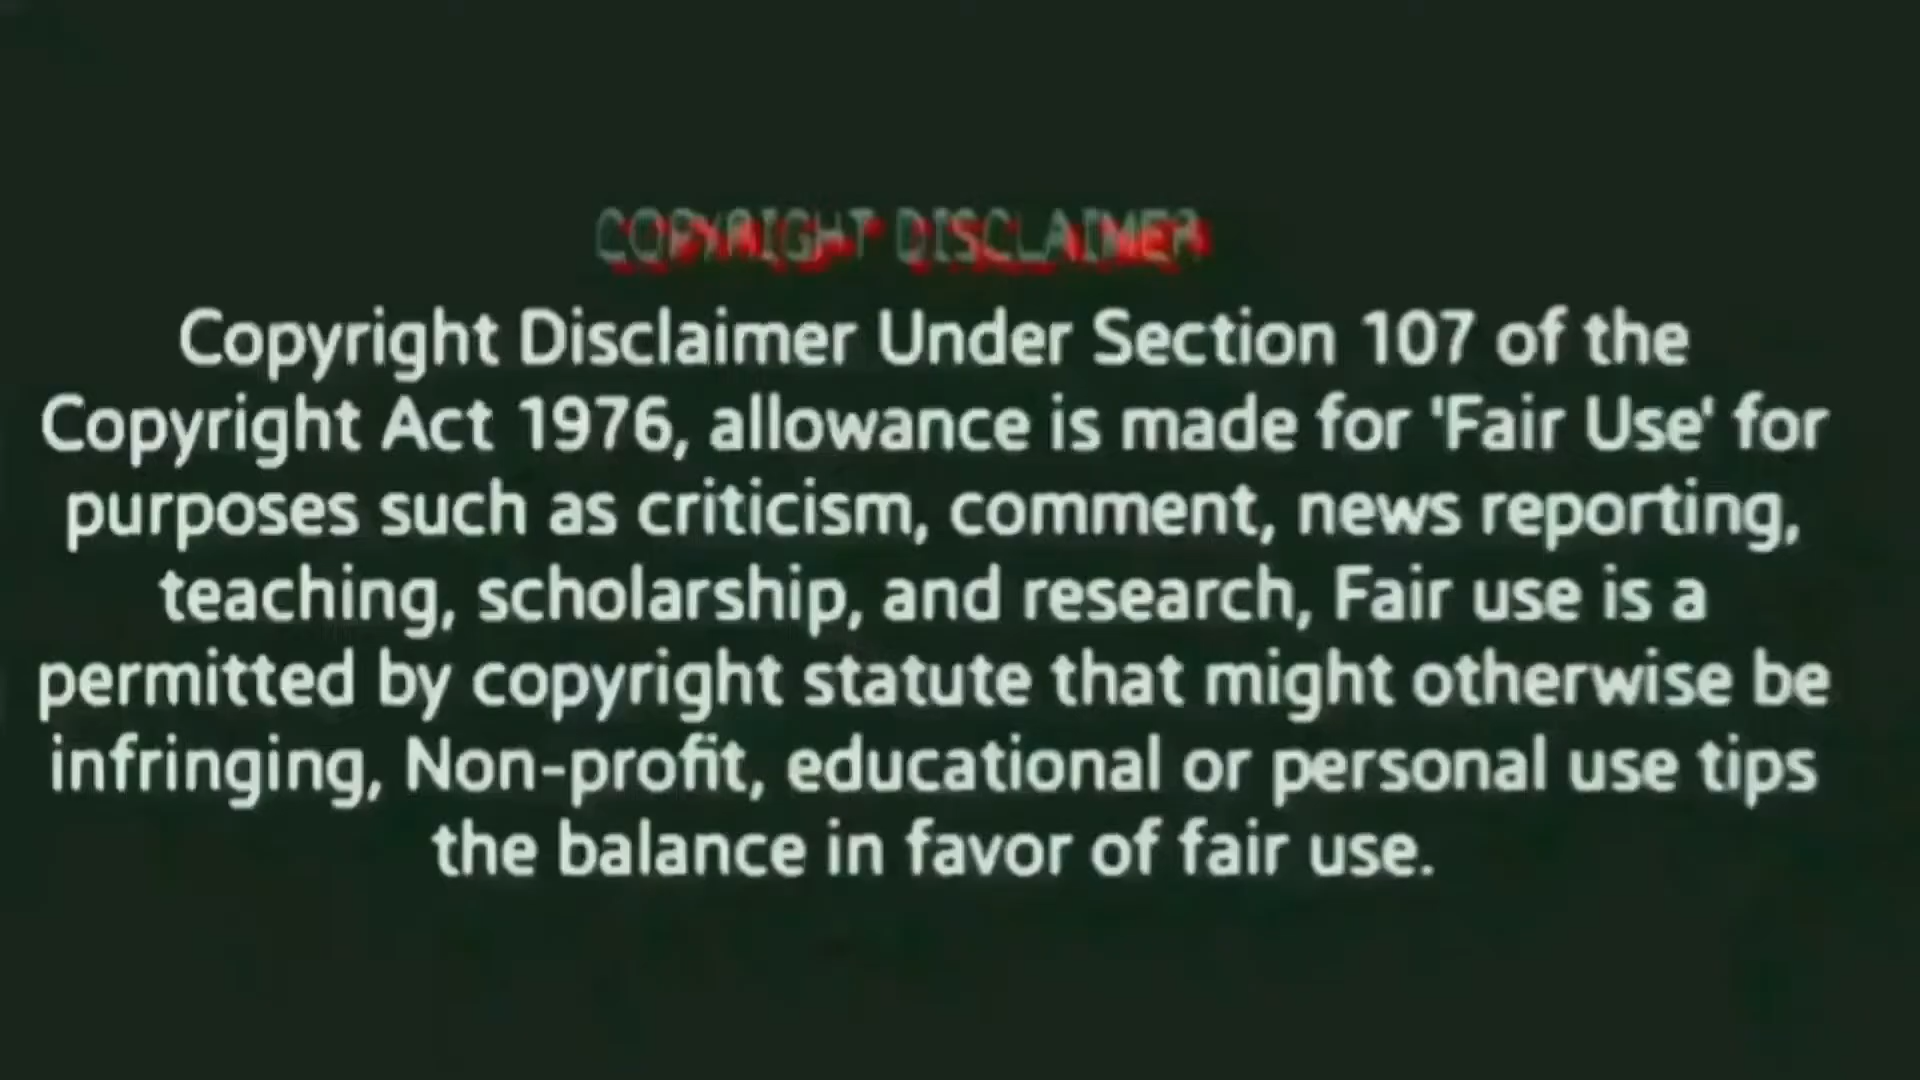 COPYRIGHT DISCLAIMER
Copyright Disclaimer Under Section 107 of the
Copyright Act 1976, allowance is made for 'Fair Use' for
purposes such as criticism, comment, news reporting,
teaching, scholarship, and research, Fair use is a
permitted by copyright statute that might otherwise be
infringing, Non-profit, educational or personal use tips
the balance in favor of fair use.